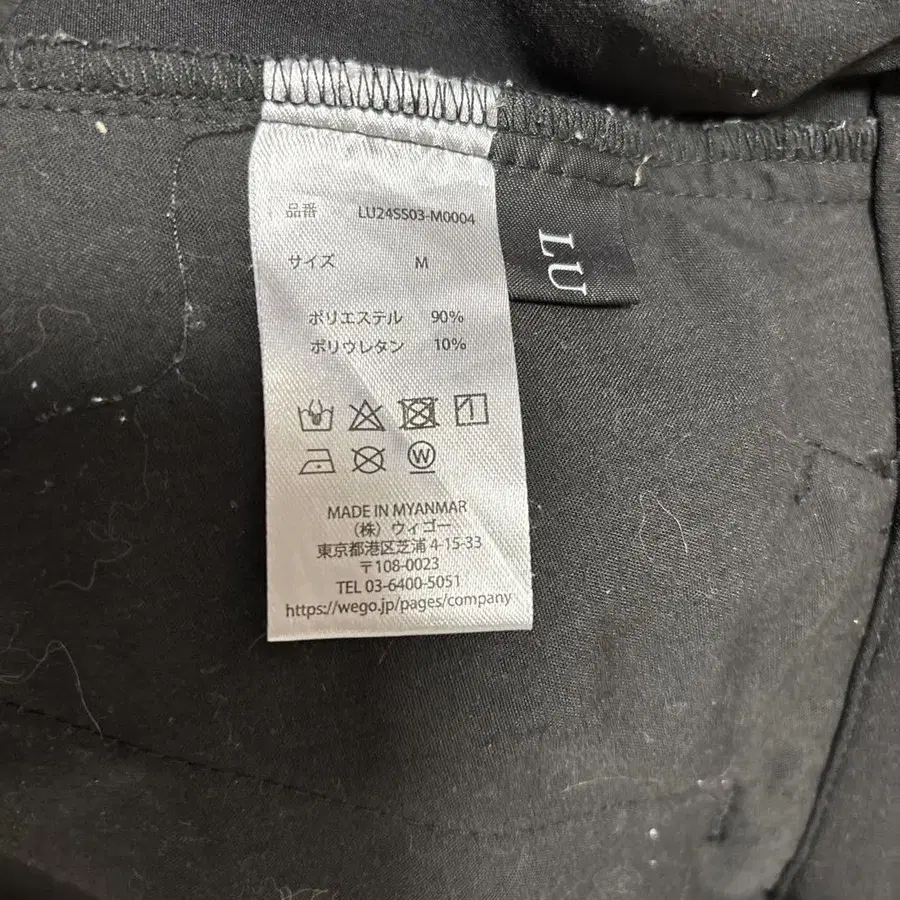 品番 LU24SS03-M0004
サイズ M
ポリエステル 90%
ポリウレタン 10%
W
MADE IN MYANMAR
(株) ウィゴー
東京都港区芝浦 4-15-33
〒108-0023
TEL 03-6400-5051
https://wego.jp/pages/company
LU